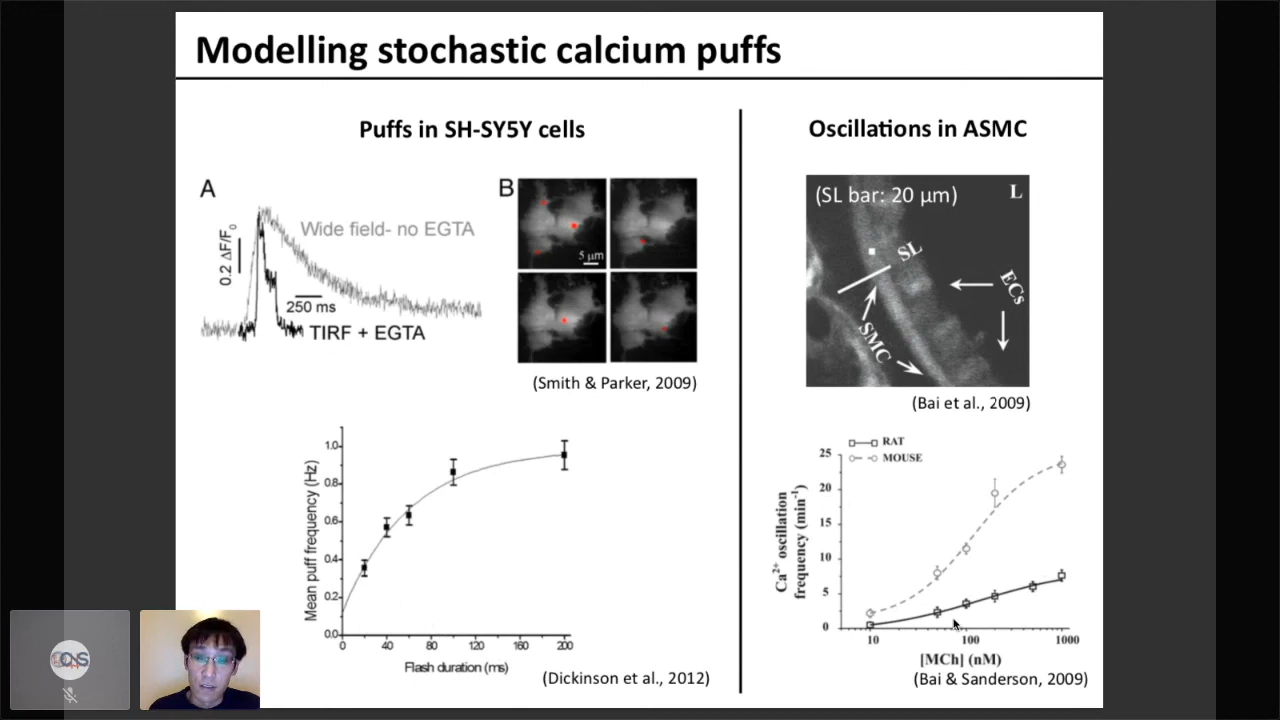 Modelling stochastic calcium puffs
Puffs in SH-SY5Y cells
A
0.2 ΔF/F0
Wide field- no EGTA
250 ms
TIRF + EGTA
B
5 μm
(Smith & Parker, 2009)
Mean puff frequency (Hz)
1.0
0.8
0.6
0.4
0.2
0.0
0 40 80 120 160 200
Flash duration (ms)
(Dickinson et al., 2012)
Oscillations in ASMC
(SL bar: 20 μm)
L
SL
ECs
SMC
(Bai et al., 2009)
RAT
MOUSE
Ca2+ oscillation
frequency (min-1)
25
20
15
10
5
0
10 100 1000
[MCh] (nM)
(Bai & Sanderson, 2009)